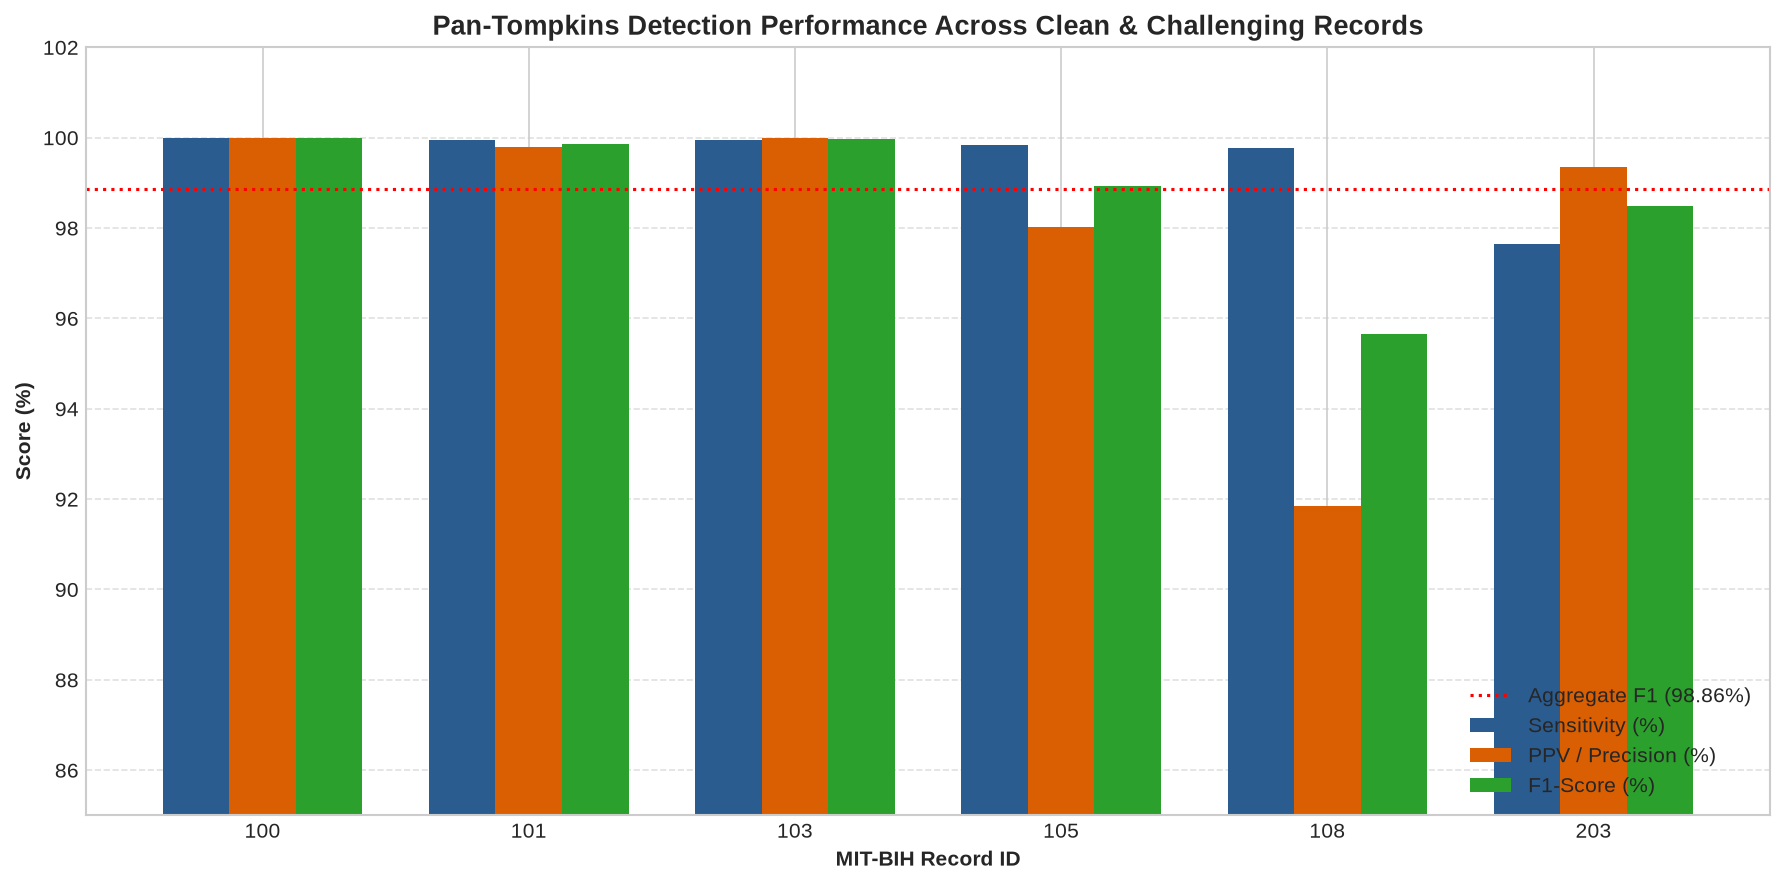 Pan-Tompkins Detection Performance Across Clean & Challenging Records
Score (%)
102
100
98
96
94
92
90
88
86
Aggregate F1 (98.86%)
Sensitivity (%)
PPV / Precision (%)
F1-Score (%)
100 101 103 105 108 203
MIT-BIH Record ID